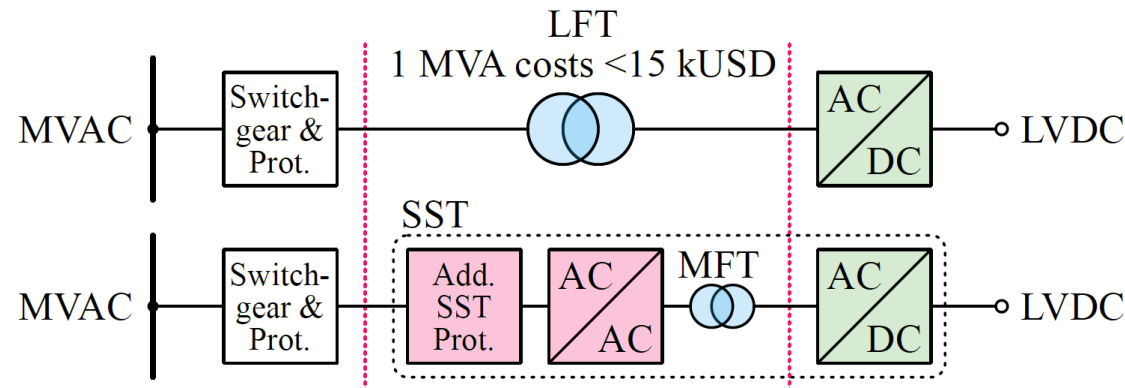 LFT
1 MVA costs <15 kUSD
MVAC
Switch-
gear &
Prot.
AC
DC
LVDC
SST
MVAC
Switch-
gear &
Prot.
Add.
SST
Prot.
AC
AC
MFT
AC
DC
LVDC